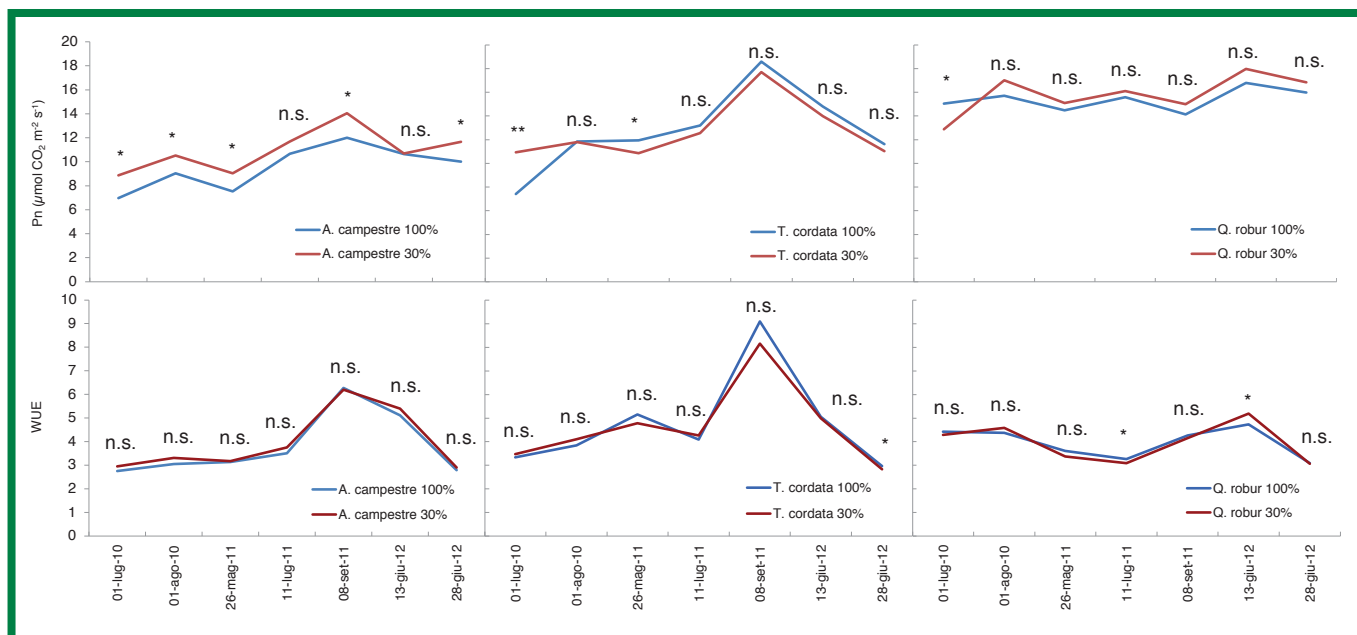 20
18
16
14
12
10
8
6
4
2
0
Pn (µmol CO₂ m⁻² s⁻¹)
*
*
*
n.s.
*
n.s.
*
A. campestre 100%
A. campestre 30%
**
n.s.
*
n.s.
n.s.
n.s.
n.s.
T. cordata 100%
T. cordata 30%
*
n.s.
n.s.
n.s.
n.s.
n.s.
n.s.
Q. robur 100%
Q. robur 30%
10
9
8
7
6
5
4
3
2
1
0
WUE
n.s.
n.s.
n.s.
n.s.
n.s.
n.s.
n.s.
A. campestre 100%
A. campestre 30%
n.s.
n.s.
n.s.
n.s.
n.s.
n.s.
*
T. cordata 100%
T. cordata 30%
n.s.
n.s.
n.s.
*
n.s.
*
n.s.
Q. robur 100%
Q. robur 30%
01-lug-10
01-ago-10
26-mag-11
11-lug-11
08-set-11
13-giu-12
28-giu-12
01-lug-10
01-ago-10
26-mag-11
11-lug-11
08-set-11
13-giu-12
28-giu-12
01-lug-10
01-ago-10
26-mag-11
11-lug-11
08-set-11
13-giu-12
28-giu-12